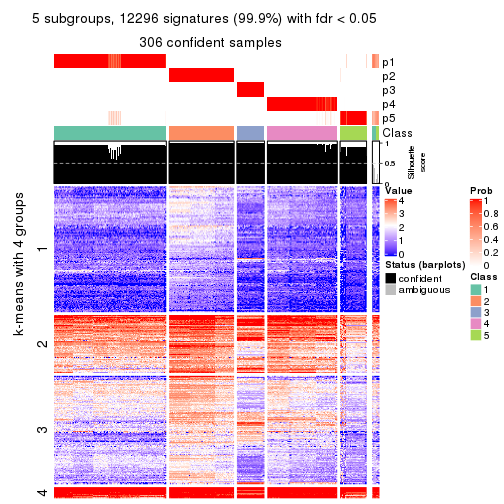 5 subgroups, 12296 signatures (99.9%) with fdr < 0.05
306 confident samples
p1
p2
p3
p4
p5
Class
1
0.5
0
Silhouette
score
k-means with 4 groups
1
2
3
4
Value
4
3
2
1
0
Status (barplots)
confident
ambiguous
Prob
1
0.8
0.6
0.4
0.2
0
Class
1
2
3
4
5